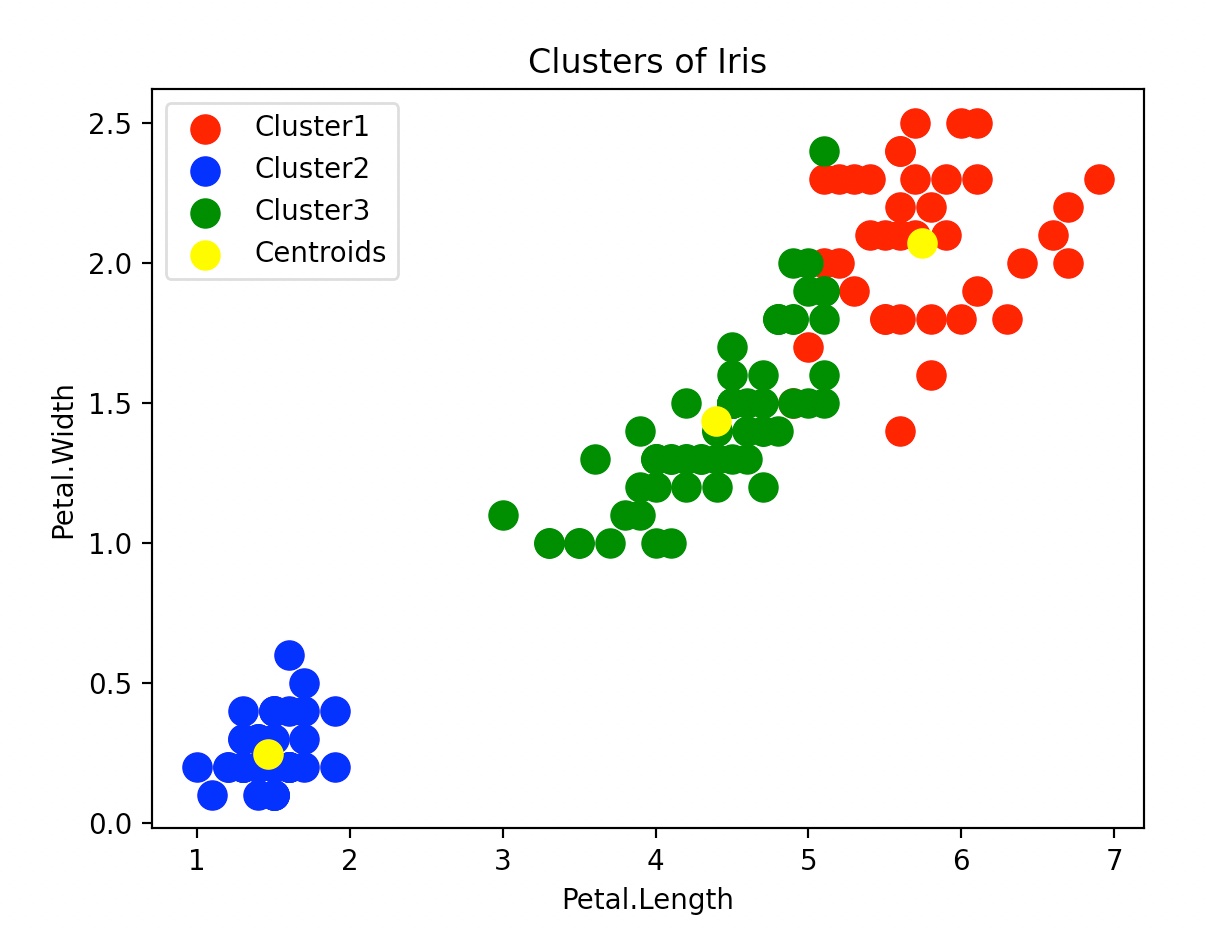 Clusters of Iris
Cluster1
Cluster2
Cluster3
Centroids
2.5
2.0
1.5
1.0
0.5
0.0
Petal.Width
1 2 3 4 5 6 7
Petal.Length